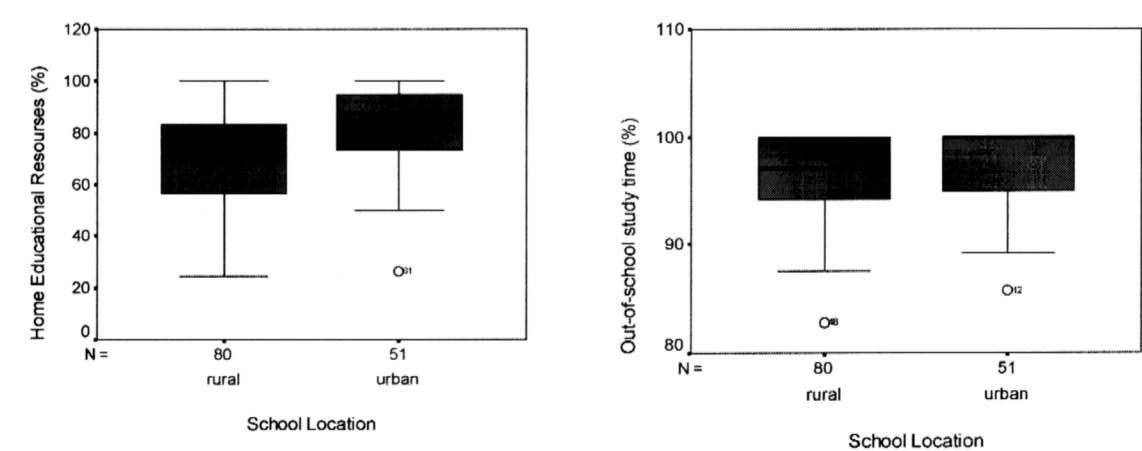 Home Educational Resourses (%)
120
100
80
60
40
20
0
N =
80
51
rural
urban
School Location
Out-of-school study time (%)
110
100
90
80
N =
80
51
rural
urban
School Location
12